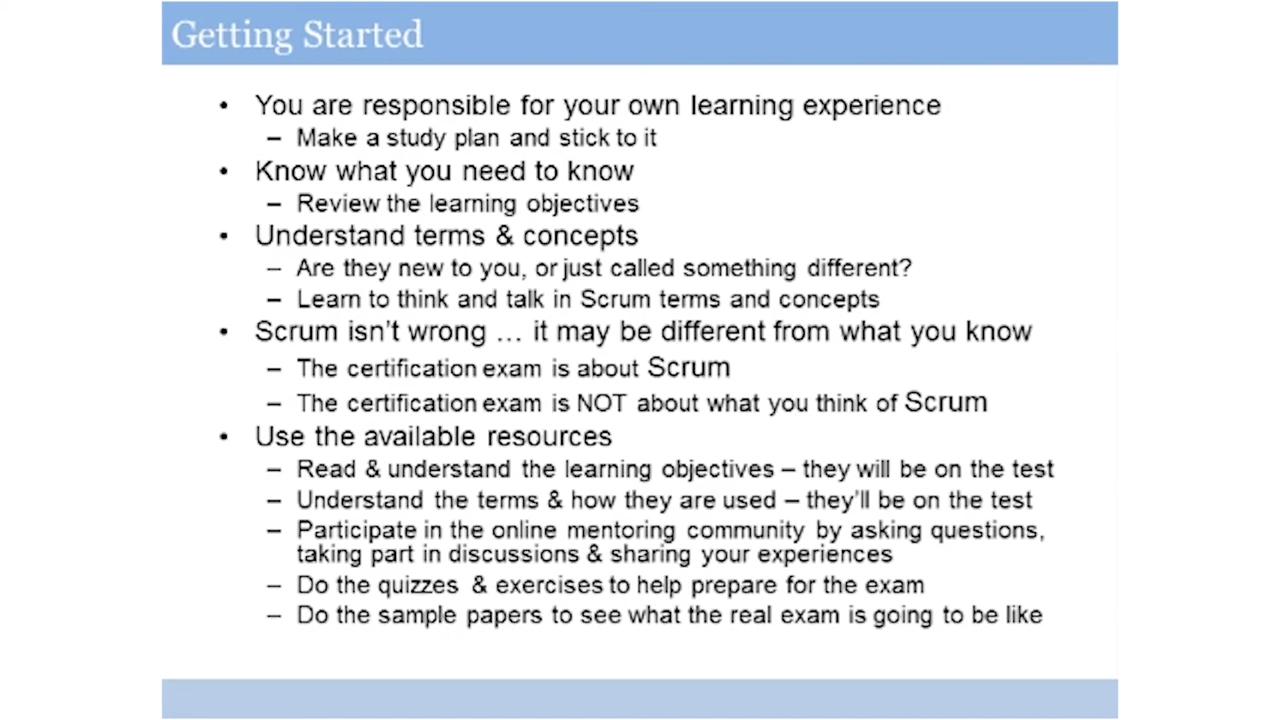 Getting Started
• You are responsible for your own learning experience
– Make a study plan and stick to it
• Know what you need to know
– Review the learning objectives
• Understand terms & concepts
– Are they new to you, or just called something different?
– Learn to think and talk in Scrum terms and concepts
• Scrum isn't wrong … it may be different from what you know
– The certification exam is about Scrum
– The certification exam is NOT about what you think of Scrum
• Use the available resources
– Read & understand the learning objectives – they will be on the test
– Understand the terms & how they are used – they'll be on the test
– Participate in the online mentoring community by asking questions,
taking part in discussions & sharing your experiences
– Do the quizzes & exercises to help prepare for the exam
– Do the sample papers to see what the real exam is going to be like